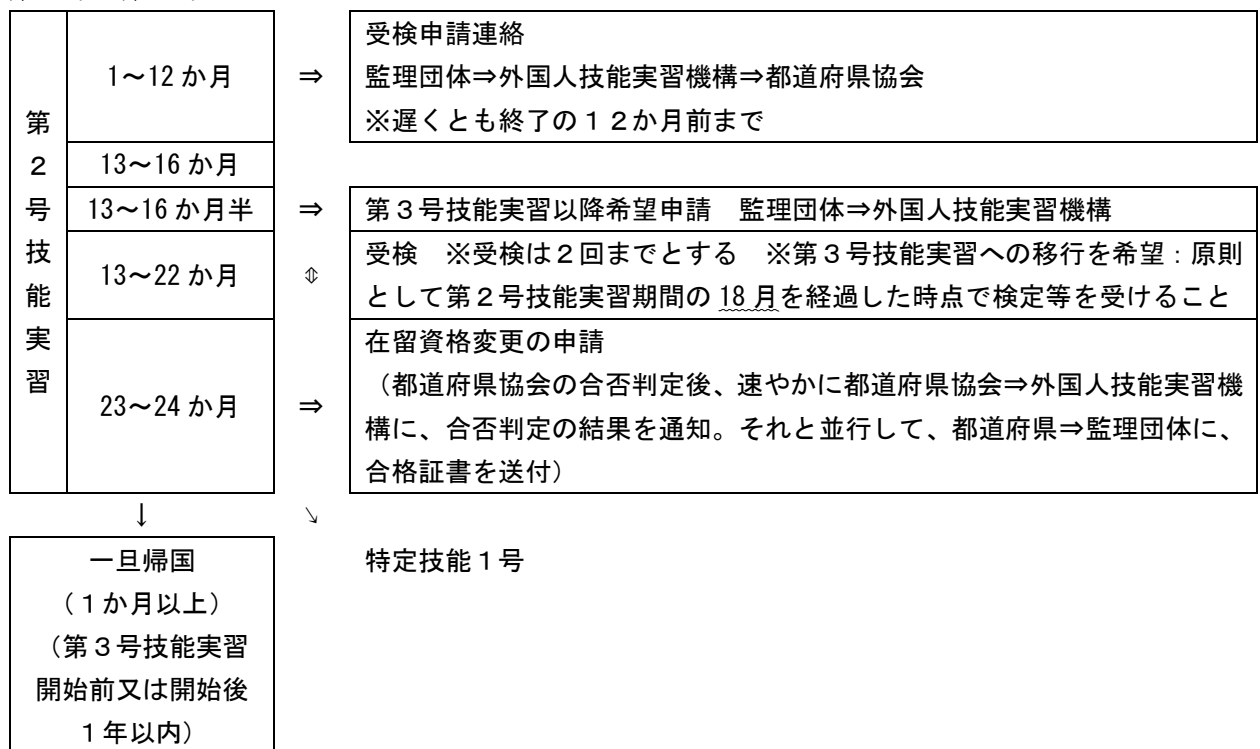 第２号技能実習
1～12 か月 ⇒ 受検申請連絡
監理団体⇒外国人技能実習機構⇒都道府県協会
※遅くとも終了の１２か月前まで
13～16 か月
13～16 か月半 ⇒ 第３号技能実習以降希望申請　監理団体⇒外国人技能実習機構
13～22 か月 ⇕ 受検　※受検は２回までとする　※第３号技能実習への移行を希望：原則
として第２号技能実習期間の 18 月を経過した時点で検定等を受けること
23～24 か月 ⇒ 在留資格変更の申請
（都道府県協会の合否判定後、速やかに都道府県協会⇒外国人技能実習機
構に、合否判定の結果を通知。それと並行して、都道府県⇒監理団体に、
合格証書を送付）
↓ ↘
一旦帰国
（１か月以上）
（第３号技能実習
開始前又は開始後
１年以内）
特定技能１号